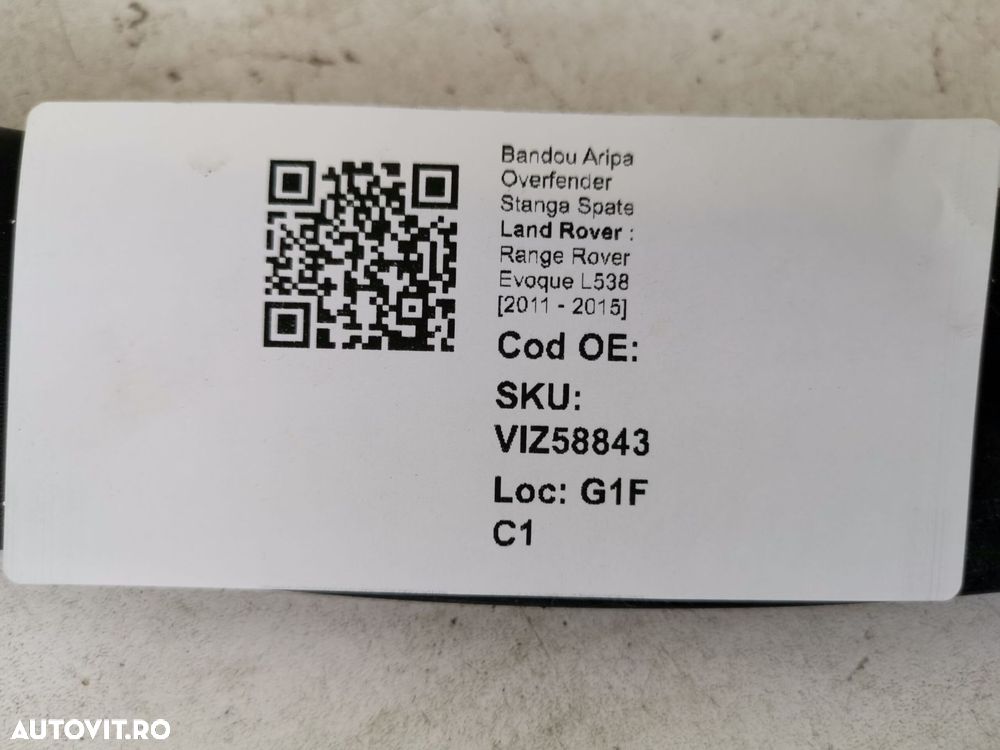 Bandou Aripa
Overfender
Stanga Spate
Land Rover :
Range Rover
Evoque L538
[2011 - 2015]
Cod OE:
SKU:
VIZ58843
Loc: G1F
C1
AUTOVIT.RO